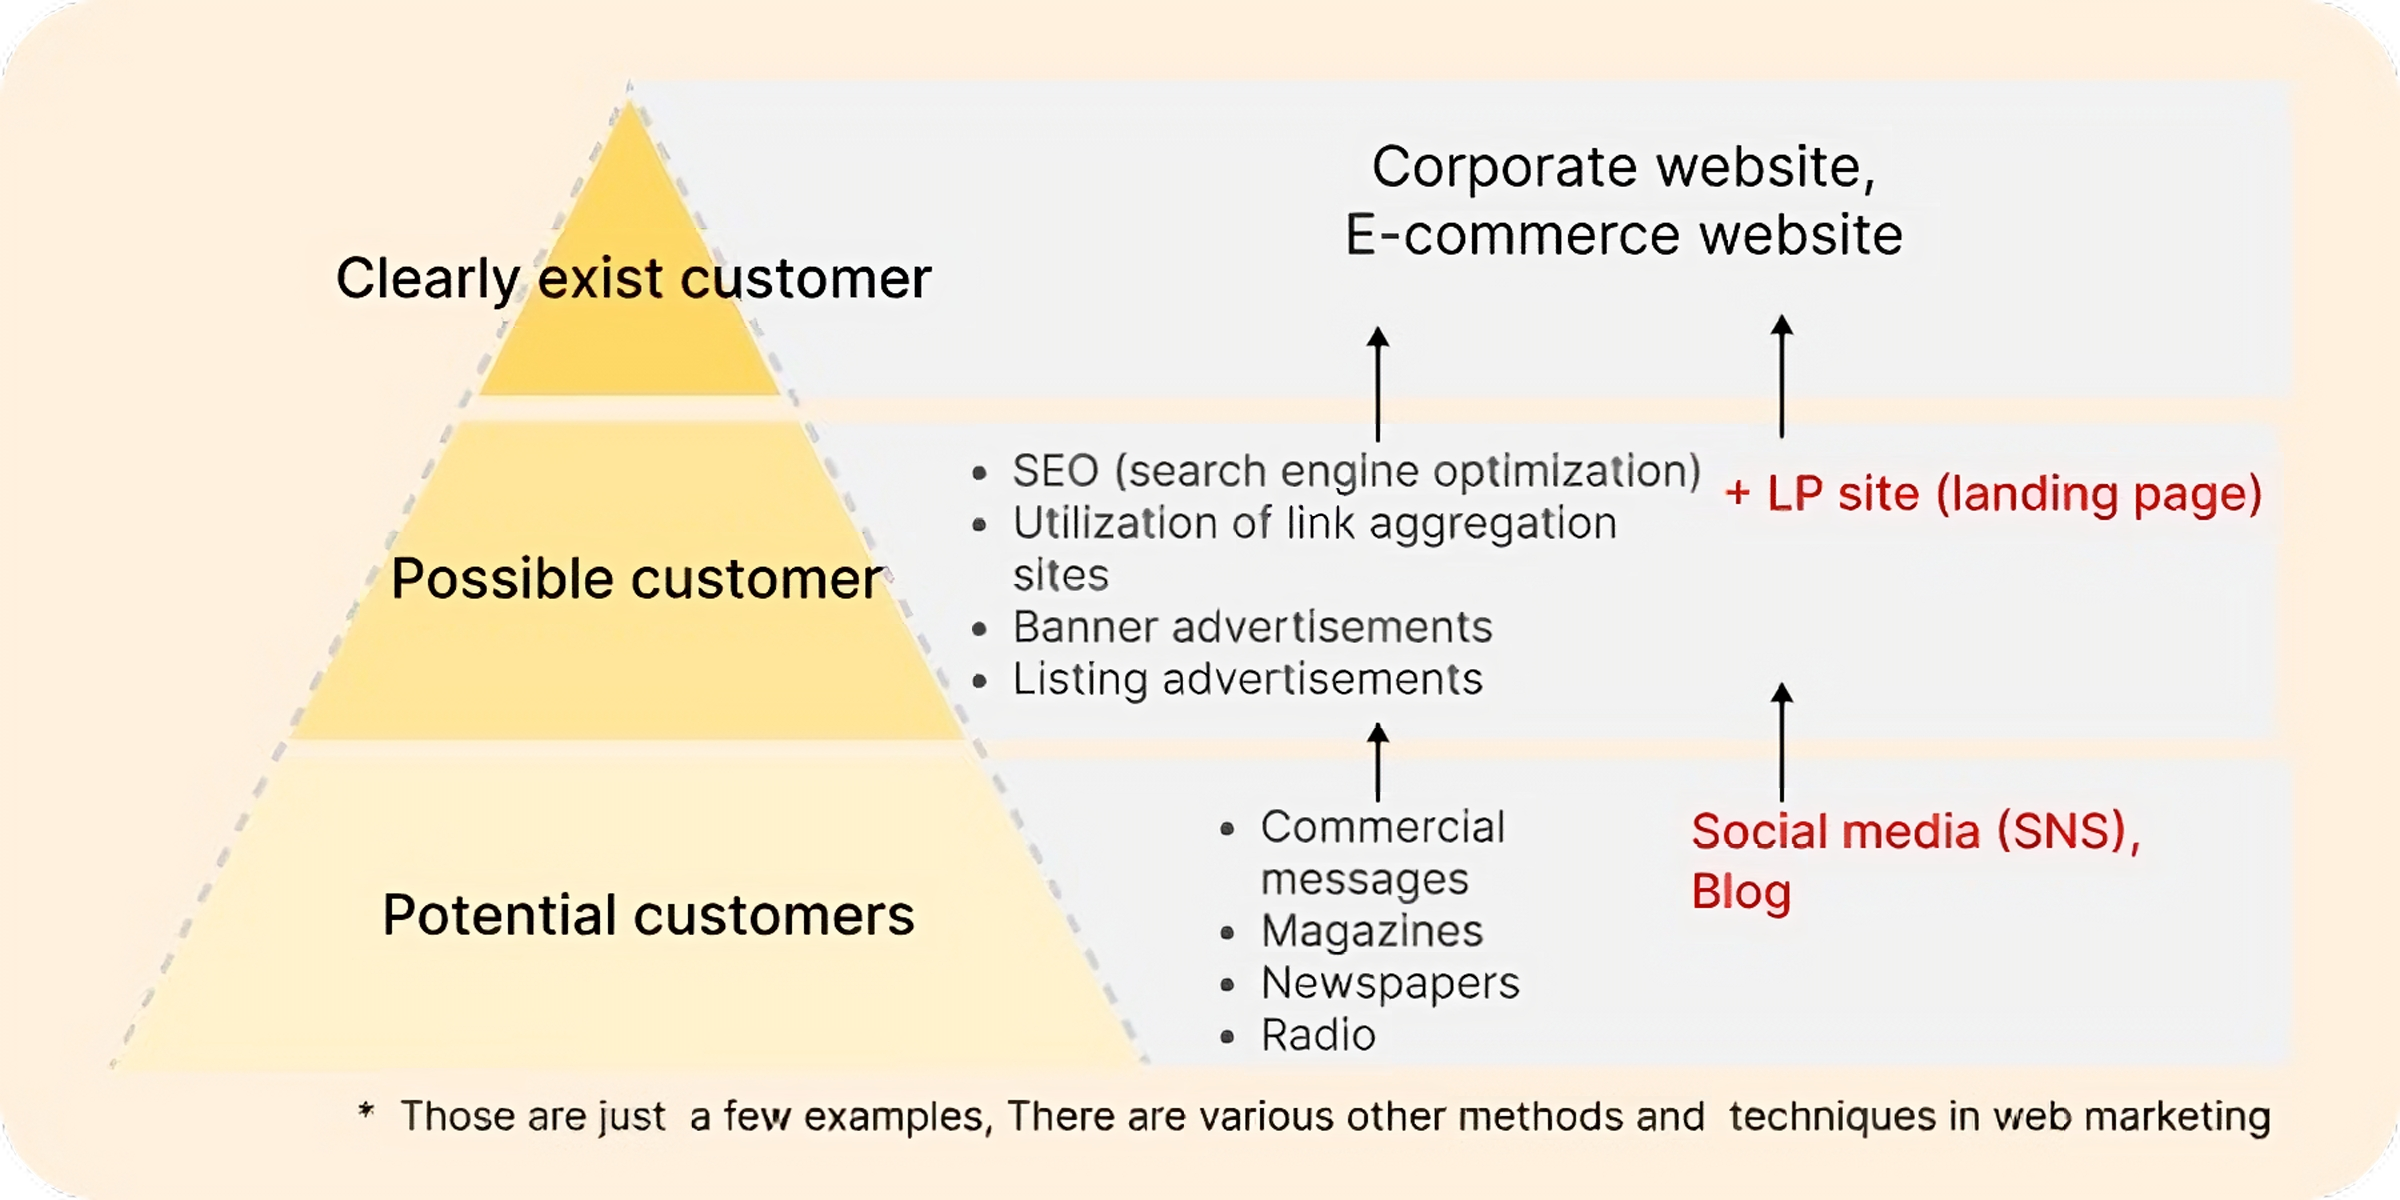 Corporate website,
E-commerce website
Clearly exist customer
• SEO (search engine optimization)
• Utilization of link aggregation
sites
• Banner advertisements
• Listing advertisements
+ LP site (landing page)
Possible customer
• Commercial
messages
• Magazines
• Newspapers
• Radio
Social media (SNS),
Blog
Potential customers
* Those are just a few examples, There are various other methods and techniques in web marketing